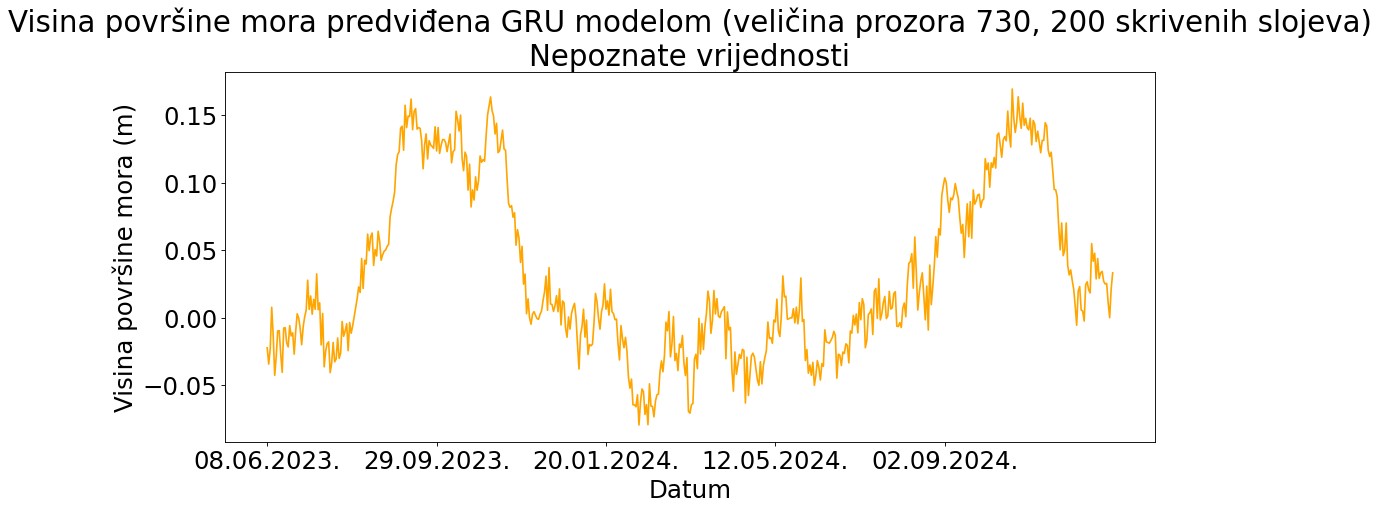 Visina površine mora predviđena GRU modelom (veličina prozora 730, 200 skrivenih slojeva)
Nepoznate vrijednosti
Visina površine mora (m)
0.15
0.10
0.05
0.00
−0.05
08.06.2023. 29.09.2023. 20.01.2024. 12.05.2024. 02.09.2024.
Datum